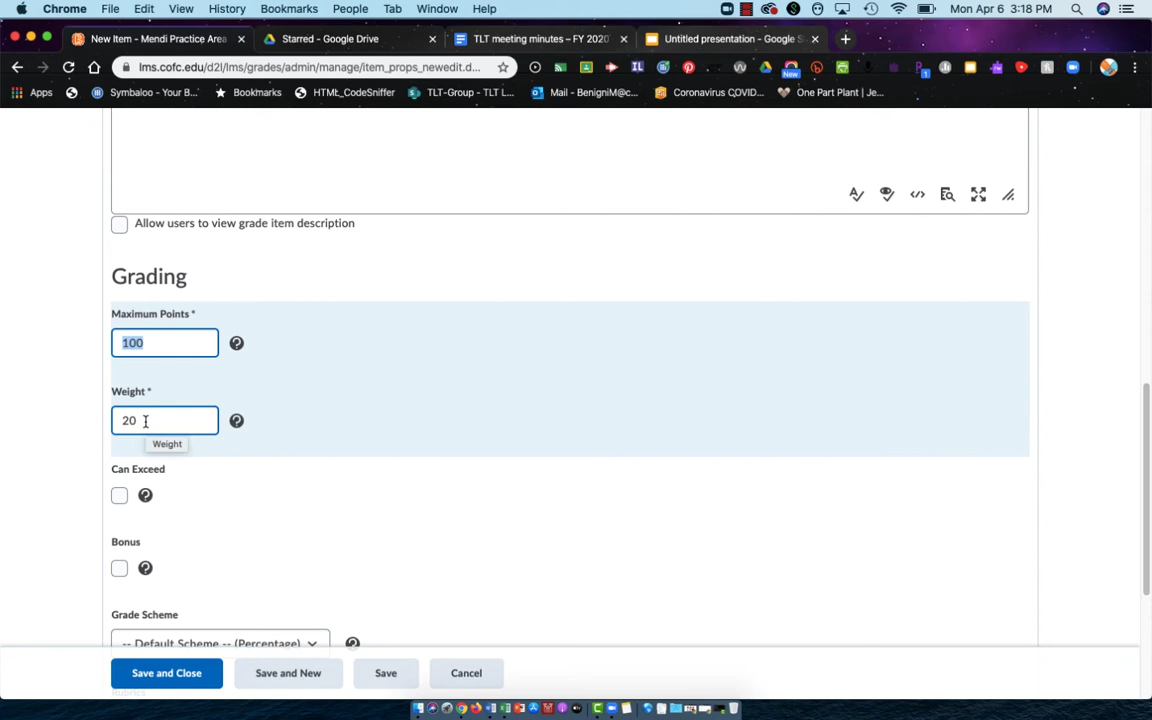 Chrome File Edit View History Bookmarks People Tab Window Help Mon Apr 6 3:18 PM
New Item - Mendi Practice Area × Starred - Google Drive × TLT meeting minutes – FY 2020 × Untitled presentation - Google S × +
lms.cofc.edu/d2l/lms/grades/admin/manage/item_props_newedit.d... New 1
Apps Symbaloo - Your B... Bookmarks HTML_CodeSniffer TLT-Group - TLT L... Mail - BenigniM@c... Coronavirus COVID... One Part Plant | Je...
Allow users to view grade item description
Grading
Maximum Points *
100
Weight *
20
Weight
Can Exceed
Bonus
Grade Scheme
-- Default Scheme -- (Percentage)
Save and Close Save and New Save Cancel
Rubrics